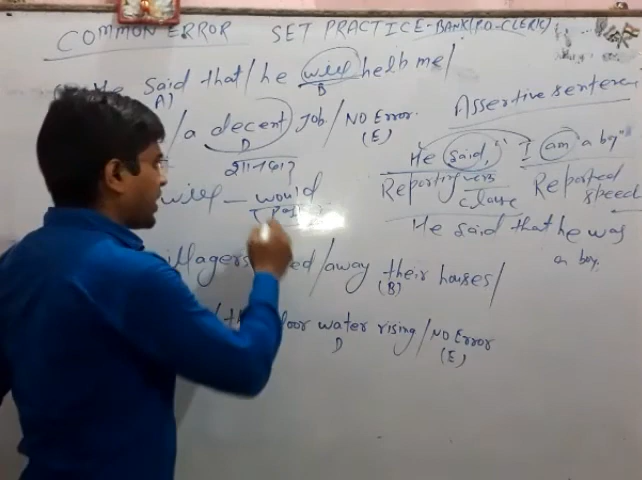 COMMON ERROR SET PRACTICE-BANK(P.O-CLERK)
He said that/he will help me/
A) B
/a decent Job/No Error.
D (E)
will - would
Assertive sentence
He said, "I am a boy"
Reporting verb Reported
clause speech
He said that he was
a boy.
villagers /away their houses/
(B)
water rising/No Error
D (E)